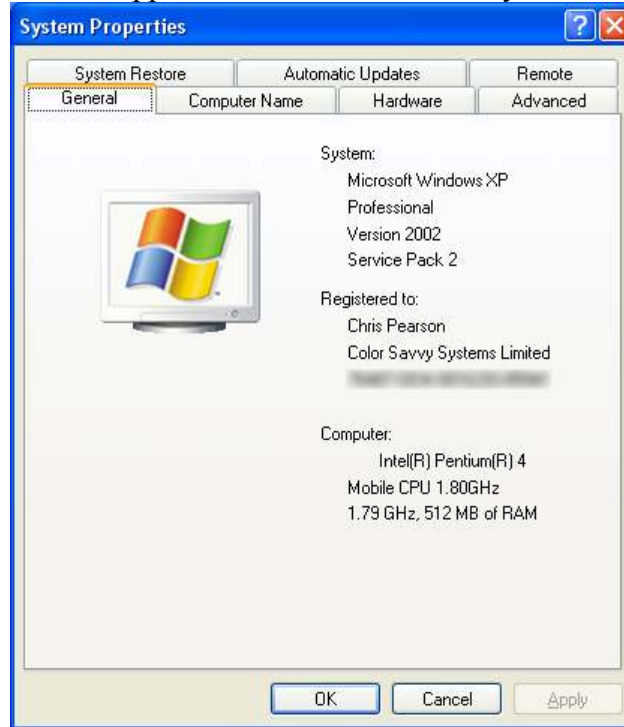 System Properties
System Restore Automatic Updates Remote
General Computer Name Hardware Advanced
System:
Microsoft Windows XP
Professional
Version 2002
Service Pack 2
Registered to:
Chris Pearson
Color Savvy Systems Limited
Computer:
Intel(R) Pentium(R) 4
Mobile CPU 1.80GHz
1.79 GHz, 512 MB of RAM
OK Cancel Apply